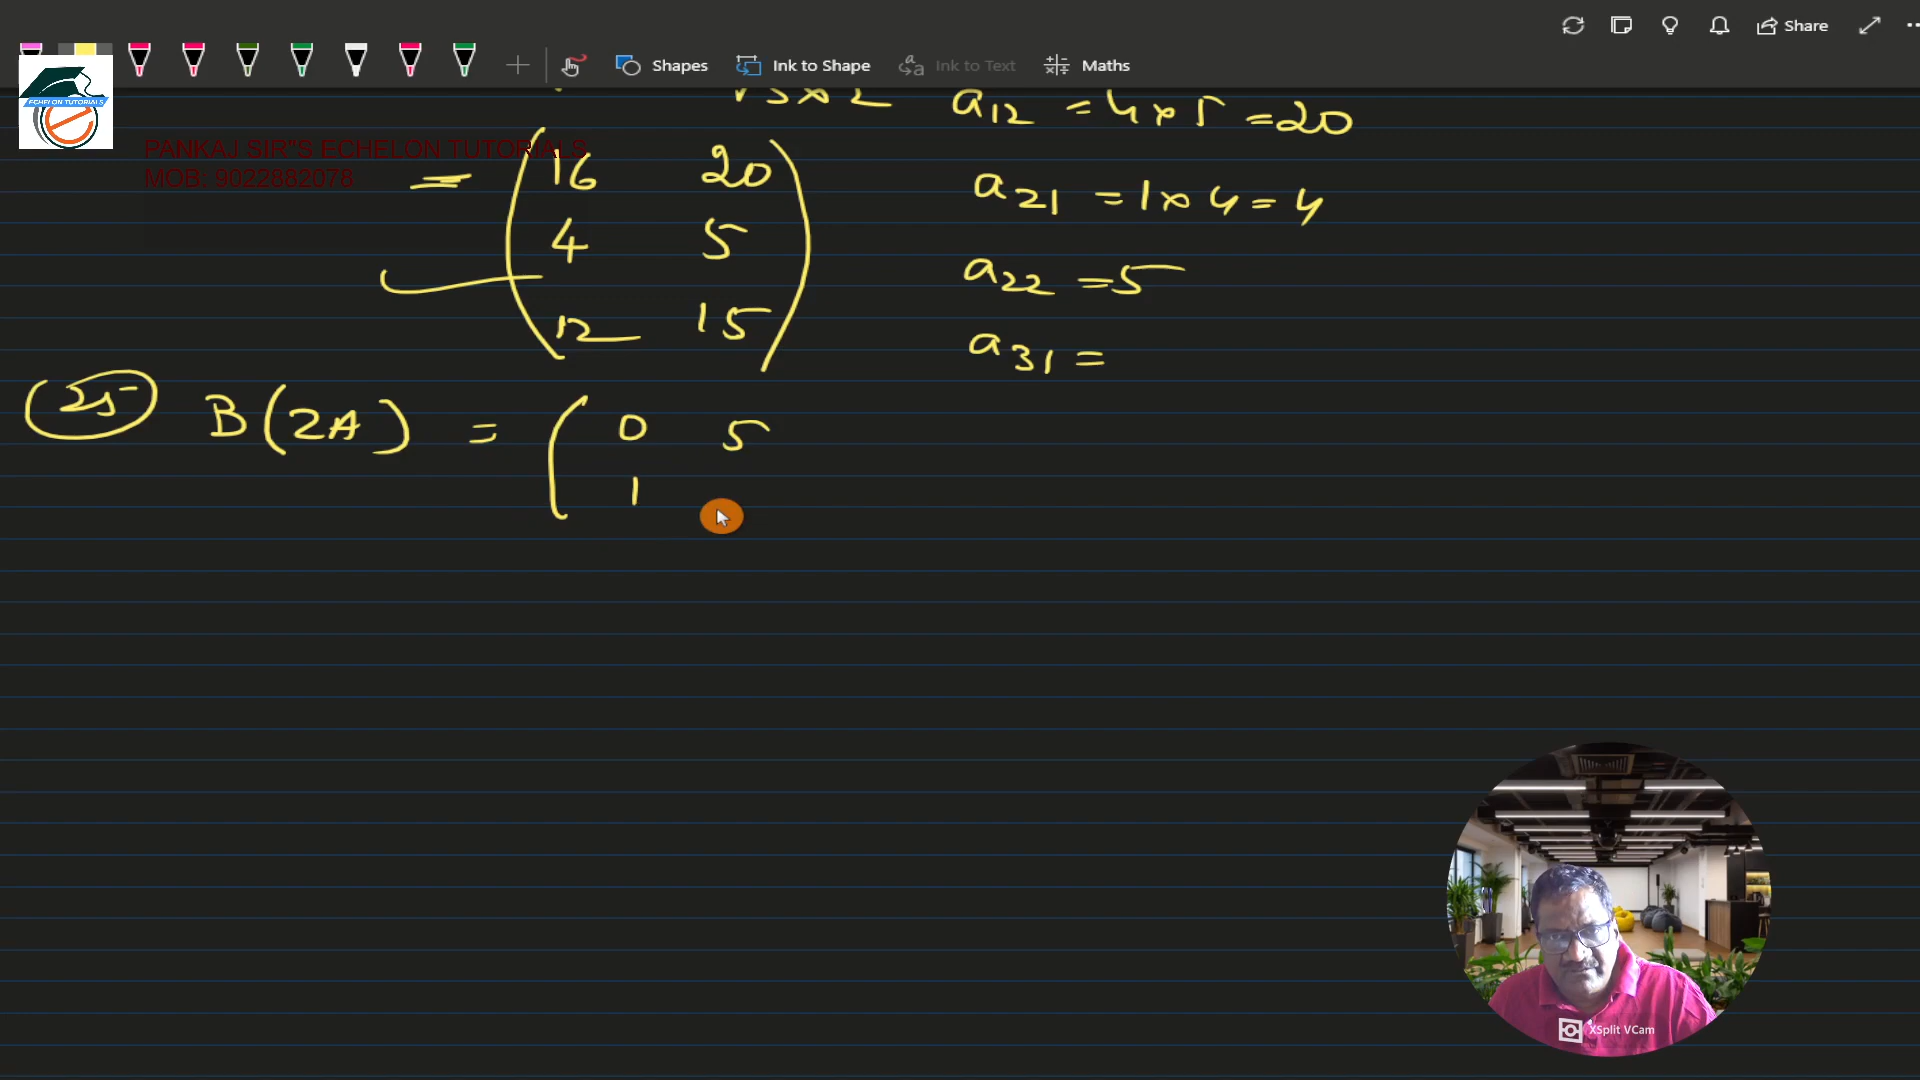 Share
Shapes Ink to Shape Ink to Text Maths
ECHELON TUTORIALS
PANKAJ SIR"S ECHELON TUTORIALS
MOB: 9022882078
a12 = 4 × 5 = 20
= 16 20
4 5
12 15
a21 = 1 × 4 = 4
a22 = 5
a31 =
25 B(2A) = ( 0 5
1
XSplit VCam